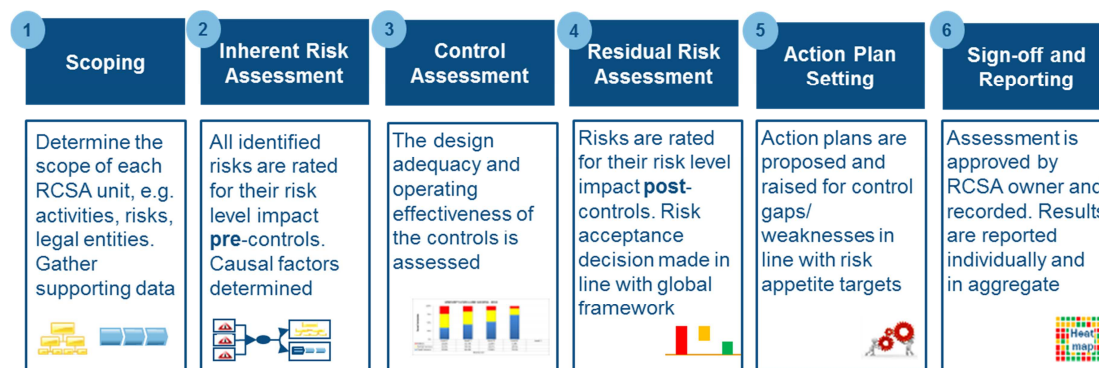 1
Scoping
Determine the
scope of each
RCSA unit, e.g.
activities, risks,
legal entities.
Gather
supporting data
2
Inherent Risk
Assessment
All identified
risks are rated
for their risk
level impact
pre-controls.
Causal factors
determined
3
Control
Assessment
The design
adequacy and
operating
effectiveness of
the controls is
assessed
4
Residual Risk
Assessment
Risks are rated
for their risk level
impact post-
controls. Risk
acceptance
decision made in
line with global
framework
5
Action Plan
Setting
Action plans are
proposed and
raised for control
gaps/
weaknesses in
line with risk
appetite targets
6
Sign-off and
Reporting
Assessment is
approved by
RCSA owner and
recorded. Results
are reported
individually and
in aggregate
Heat
map